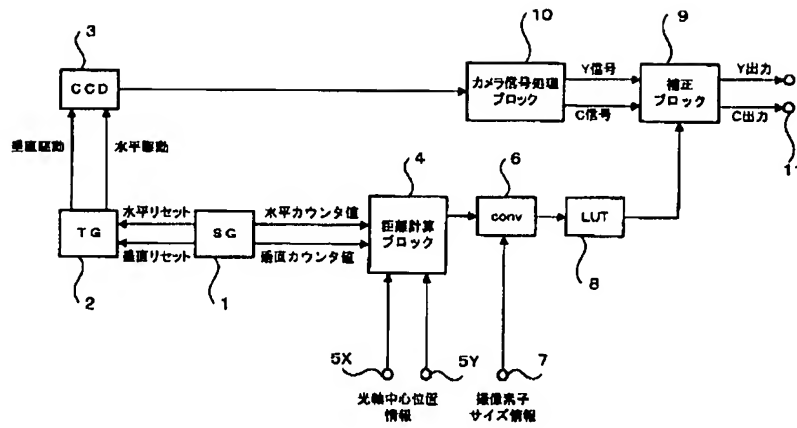 3
CCD
10
カメラ信号処理
ブロック
Y信号
C信号
9
補正
ブロック
Y出力
C出力
11
垂直駆動
水平駆動
TG
2
水平リセット
垂直リセット
SG
1
水平カウンタ値
垂直カウンタ値
4
距離計算
ブロック
6
conv
LUT
8
5X
5Y
光軸中心位置
情報
7
撮像素子
サイズ情報